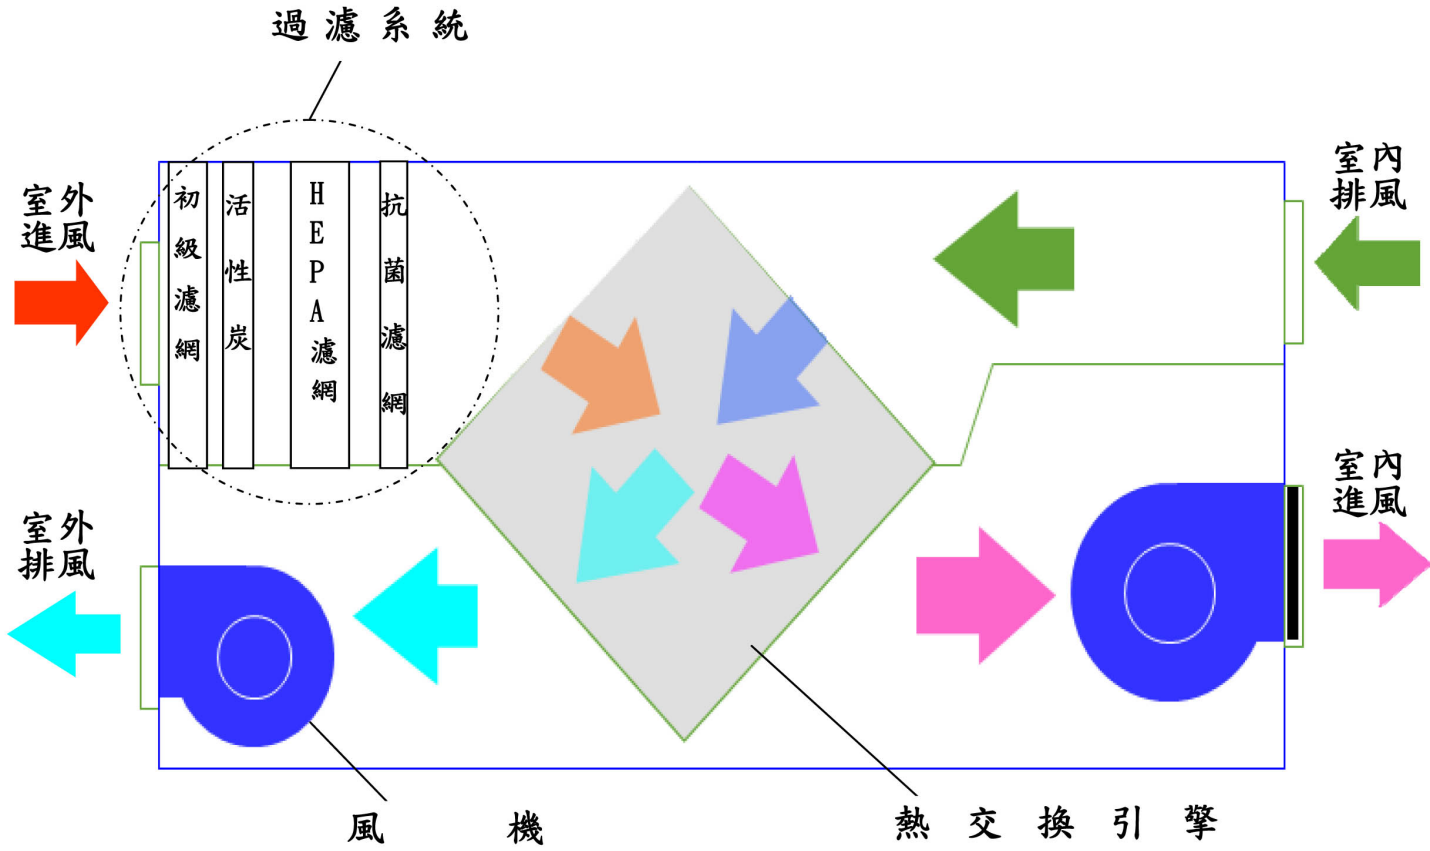 過濾系統
室外
進風
初級濾網
活性炭
HEPA濾網
抗菌濾網
室內
排風
室外
排風
室內
進風
風機
熱交換引擎